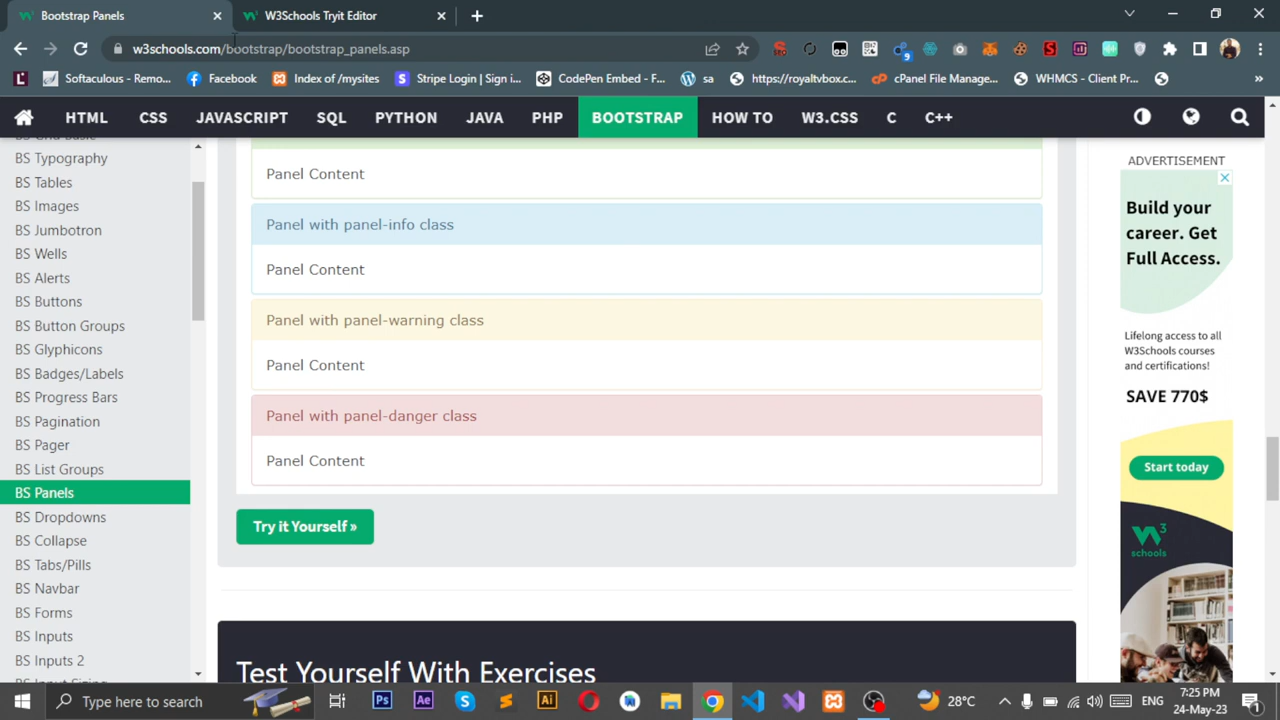 Bootstrap Panels
W3Schools Tryit Editor
w3schools.com/bootstrap/bootstrap_panels.asp
9
Softaculous - Remo...
Facebook
Index of /mysites
Stripe Login | Sign i...
CodePen Embed - F...
sa
https://royaltvbox.c...
cPanel File Manage...
WHMCS - Client Pr...
»
HTML
CSS
JAVASCRIPT
SQL
PYTHON
JAVA
PHP
BOOTSTRAP
HOW TO
W3.CSS
C
C++
BS Grid Basic
BS Typography
BS Tables
BS Images
BS Jumbotron
BS Wells
BS Alerts
BS Buttons
BS Button Groups
BS Glyphicons
BS Badges/Labels
BS Progress Bars
BS Pagination
BS Pager
BS List Groups
BS Panels
BS Dropdowns
BS Collapse
BS Tabs/Pills
BS Navbar
BS Forms
BS Inputs
BS Inputs 2
Panel Content
Panel with panel-info class
Panel Content
Panel with panel-warning class
Panel Content
Panel with panel-danger class
Panel Content
Try it Yourself »
Test Yourself With Exercises
ADVERTISEMENT
Build your
career. Get
Full Access.
Lifelong access to all
W3Schools courses
and certifications!
SAVE 770$
Start today
W3
schools
Type here to search
Ps
Ae
Ai
28°C
ENG
7:25 PM
24-May-23
1